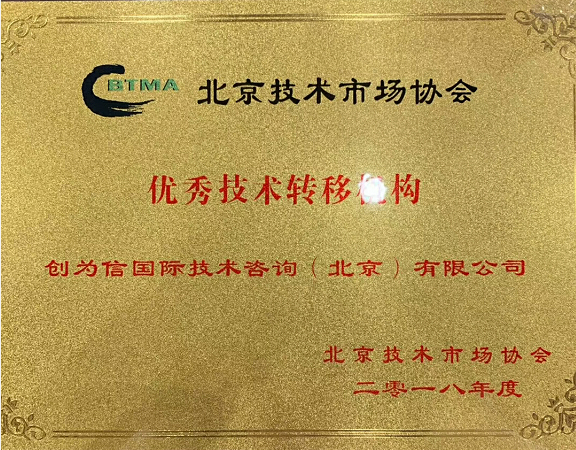 BTMA 北京技术市场协会
优秀技术转移机构
创为信国际技术咨询（北京）有限公司
北京技术市场协会
二零一八年度